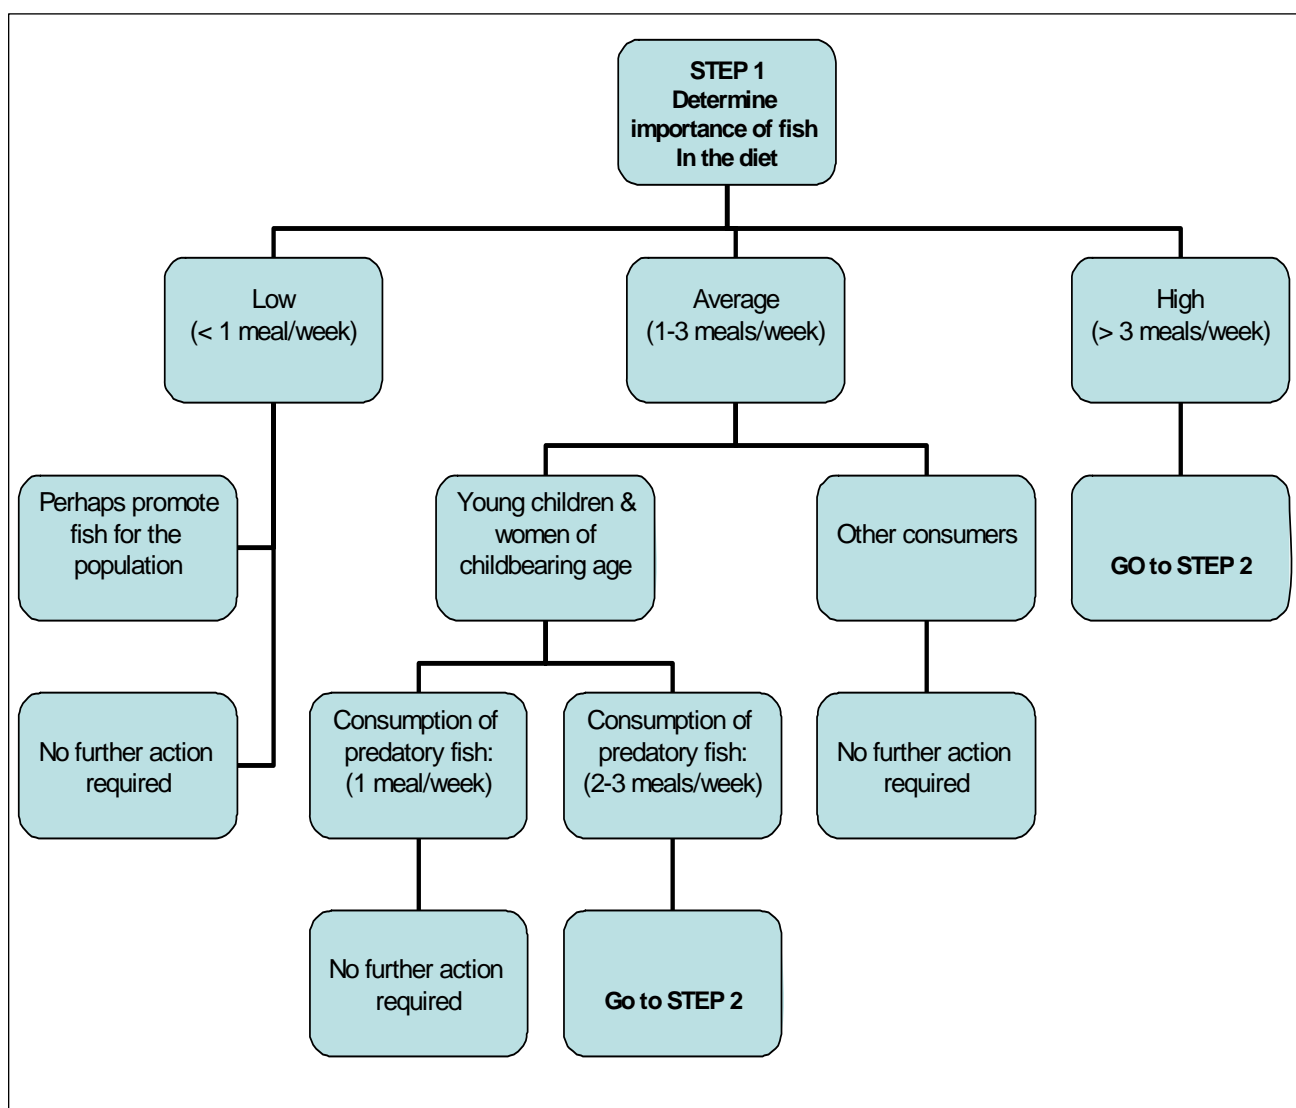 STEP 1
Determine
importance of fish
In the diet
Low
(< 1 meal/week)
Average
(1-3 meals/week)
High
(> 3 meals/week)
Perhaps promote
fish for the
population
Young children &
women of
childbearing age
Other consumers
GO to STEP 2
No further action
required
Consumption of
predatory fish:
(1 meal/week)
Consumption of
predatory fish:
(2-3 meals/week)
No further action
required
No further action
required
Go to STEP 2